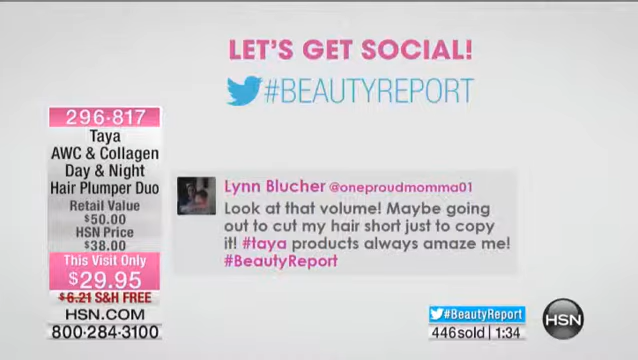 LET'S GET SOCIAL!
#BEAUTYREPORT
296-817
Taya
AWC & Collagen
Day & Night
Hair Plumper Duo
Retail Value
$50.00
HSN Price
$38.00
This Visit Only
$29.95
$6.21 S&H FREE
HSN.COM
800-284-3100
Lynn Blucher @oneproudmomma01
Look at that volume! Maybe going
out to cut my hair short just to copy
it! #taya products always amaze me!
#BeautyReport
#BeautyReport
446 sold | 1:34
HSN